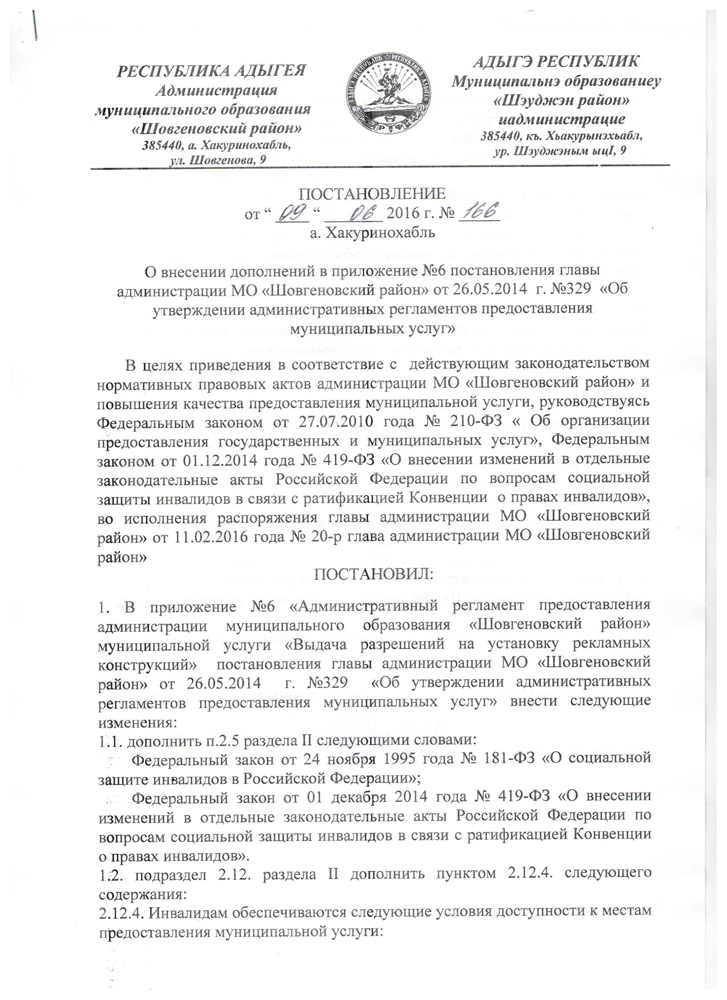 РЕСПУБЛИКА АДЫГЕЯ
Администрация
муниципального образования
«Шовгеновский район»
385440, а. Хакуринохабль,
ул. Шовгенова, 9
АДЫГЭ РЕСПУБЛИК
Муниципальнэ образованиеу
«Шэуджэн район»
иадминистрацие
385440, къ. Хьакурынэхьабл,
ур. Шэуджэным ыцI, 9
АДЫГЭ РЕСПУБЛИК РЕСПУБЛИКА АДЫГЕЯ
РФ
ПОСТАНОВЛЕНИЕ
от “ 09 “ 06 2016 г. № 166
а. Хакуринохабль
О внесении дополнений в приложение №6 постановления главы
администрации МО «Шовгеновский район» от 26.05.2014 г. №329 «Об
утверждении административных регламентов предоставления
муниципальных услуг»
В целях приведения в соответствие с действующим законодательством
нормативных правовых актов администрации МО «Шовгеновский район» и
повышения качества предоставления муниципальной услуги, руководствуясь
Федеральным законом от 27.07.2010 года № 210-ФЗ « Об организации
предоставления государственных и муниципальных услуг», Федеральным
законом от 01.12.2014 года № 419-ФЗ «О внесении изменений в отдельные
законодательные акты Российской Федерации по вопросам социальной
защиты инвалидов в связи с ратификацией Конвенции о правах инвалидов»,
во исполнения распоряжения главы администрации МО «Шовгеновский
район» от 11.02.2016 года № 20-р глава администрации МО «Шовгеновский
район»
ПОСТАНОВИЛ:
1. В приложение №6 «Административный регламент предоставления
администрации муниципального образования «Шовгеновский район»
муниципальной услуги «Выдача разрешений на установку рекламных
конструкций» постановления главы администрации МО «Шовгеновский
район» от 26.05.2014 г. №329 «Об утверждении административных
регламентов предоставления муниципальных услуг» внести следующие
изменения:
1.1. дополнить п.2.5 раздела II следующими словами:
Федеральный закон от 24 ноября 1995 года № 181-ФЗ «О социальной
защите инвалидов в Российской Федерации»;
Федеральный закон от 01 декабря 2014 года № 419-ФЗ «О внесении
изменений в отдельные законодательные акты Российской Федерации по
вопросам социальной защиты инвалидов в связи с ратификацией Конвенции
о правах инвалидов».
1.2. подраздел 2.12. раздела II дополнить пунктом 2.12.4. следующего
содержания:
2.12.4. Инвалидам обеспечиваются следующие условия доступности к местам
предоставления муниципальной услуги: